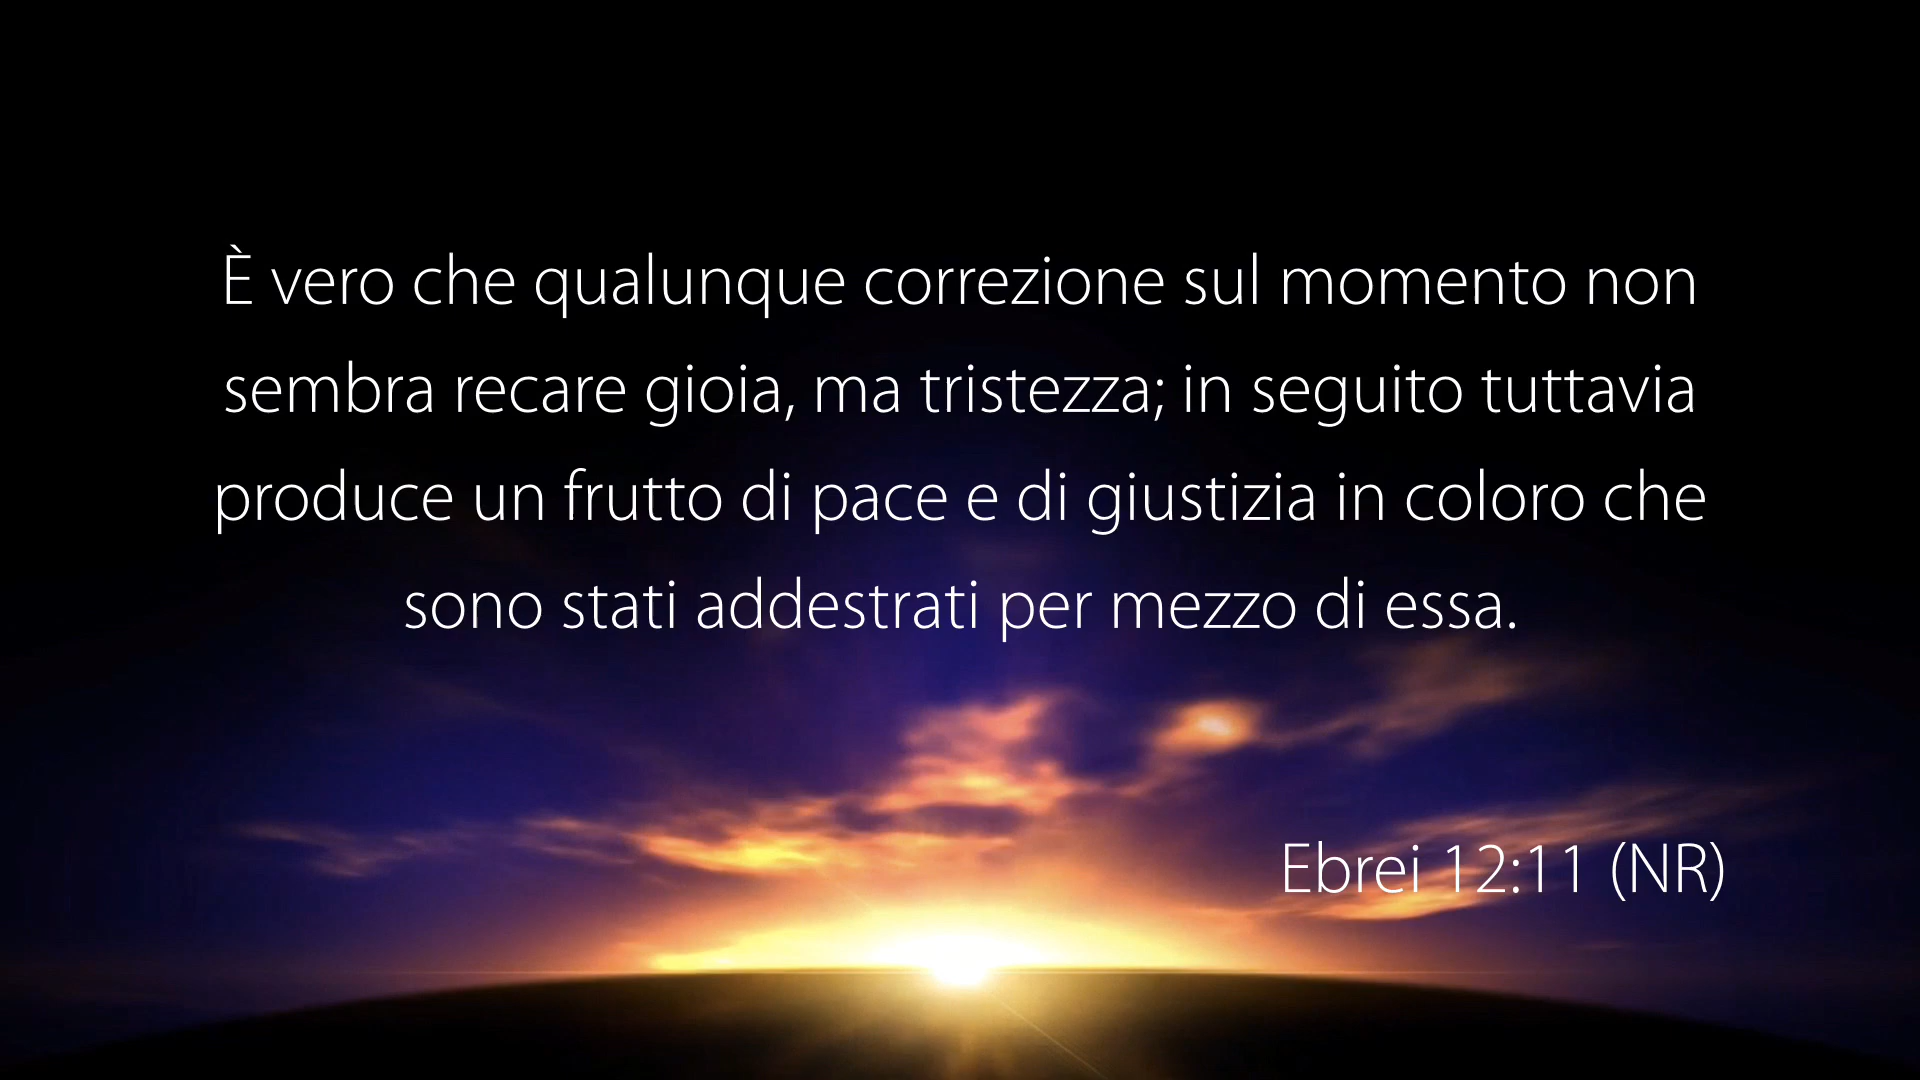 È vero che qualunque correzione sul momento non
sembra recare gioia, ma tristezza; in seguito tuttavia
produce un frutto di pace e di giustizia in coloro che
sono stati addestrati per mezzo di essa.
Ebrei 12:11 (NR)